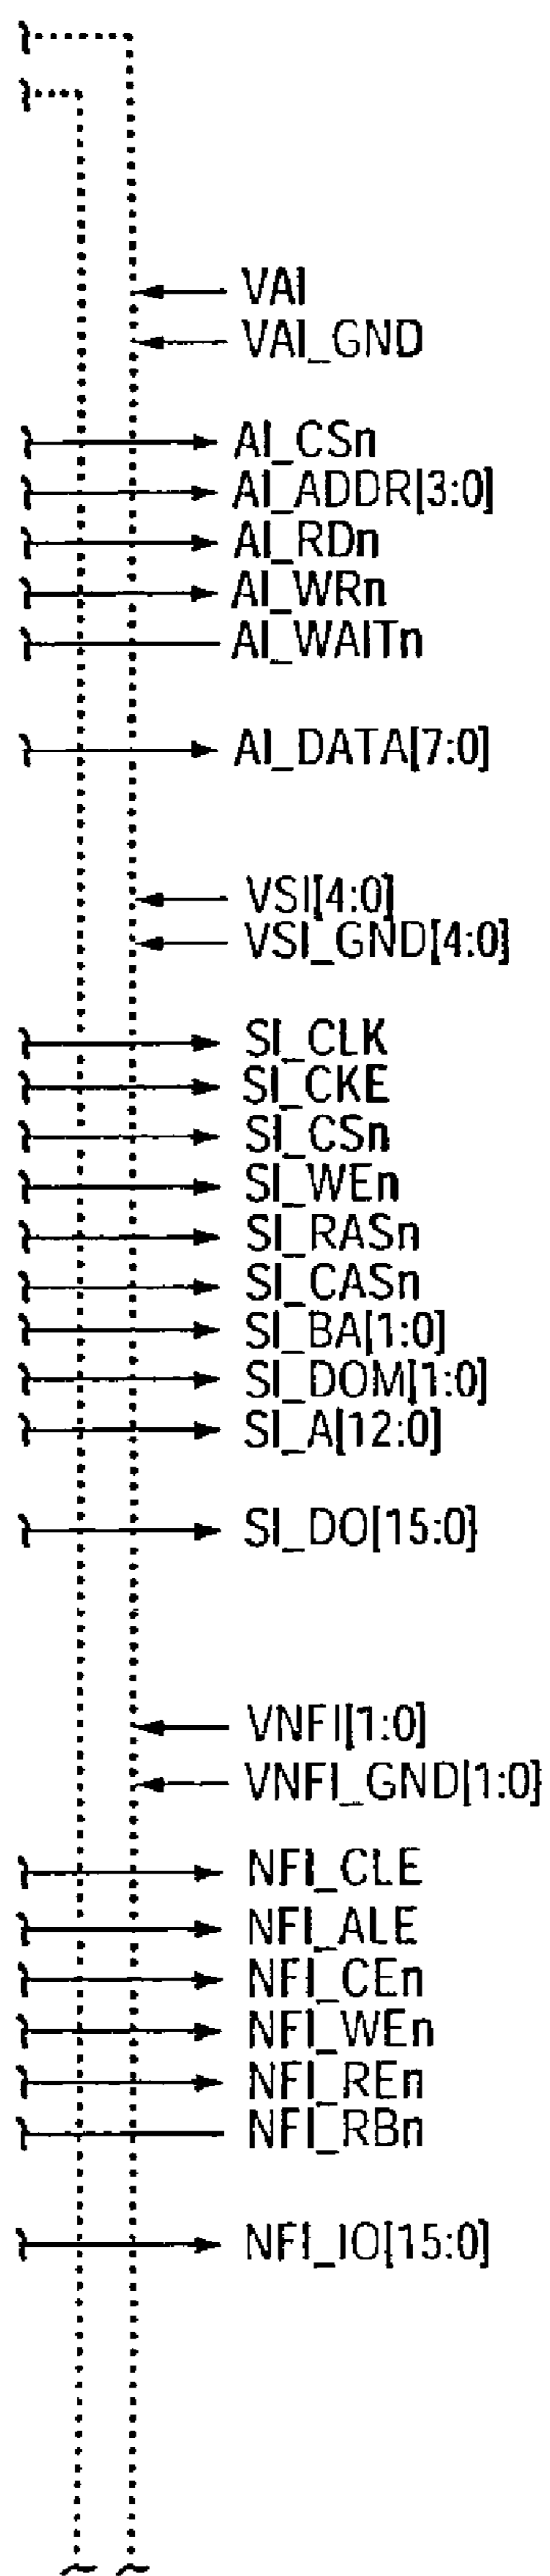 VAI
VAI_GND
AI_CSn
AI_ADDR[3:0]
AI_RDn
AI_WRn
AI_WAITn
AI_DATA[7:0]
VSI[4:0]
VSI_GND[4:0]
SI_CLK
SI_CKE
SI_CSn
SI_WEn
SI_RASn
SI_CASn
SI_BA[1:0]
SI_DOM[1:0]
SI_A[12:0]
SI_DO[15:0]
VNFI[1:0]
VNFI_GND[1:0]
NFI_CLE
NFI_ALE
NFI_CEn
NFI_WEn
NFI_REn
NFI_RBn
NFI_IO[15:0]